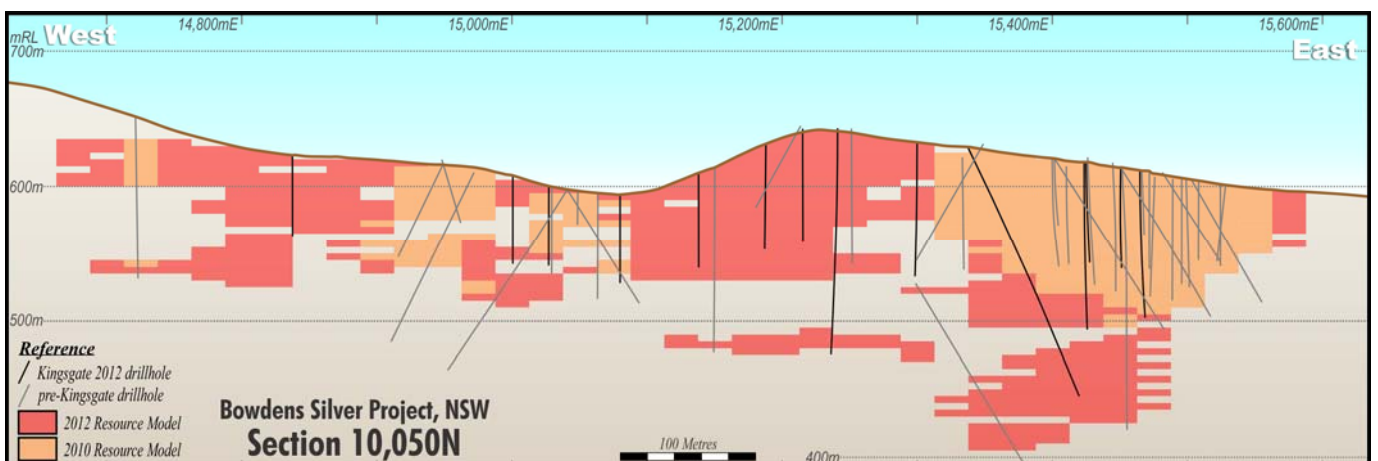 14,800mE 15,000mE 15,200mE 15,400mE 15,600mE
mRL West
East
700m
600m
500m
Reference
Kingsgate 2012 drillhole
pre-Kingsgate drillhole
2012 Resource Model
2010 Resource Model
Bowdens Silver Project, NSW
Section 10,050N
100 Metres
400m